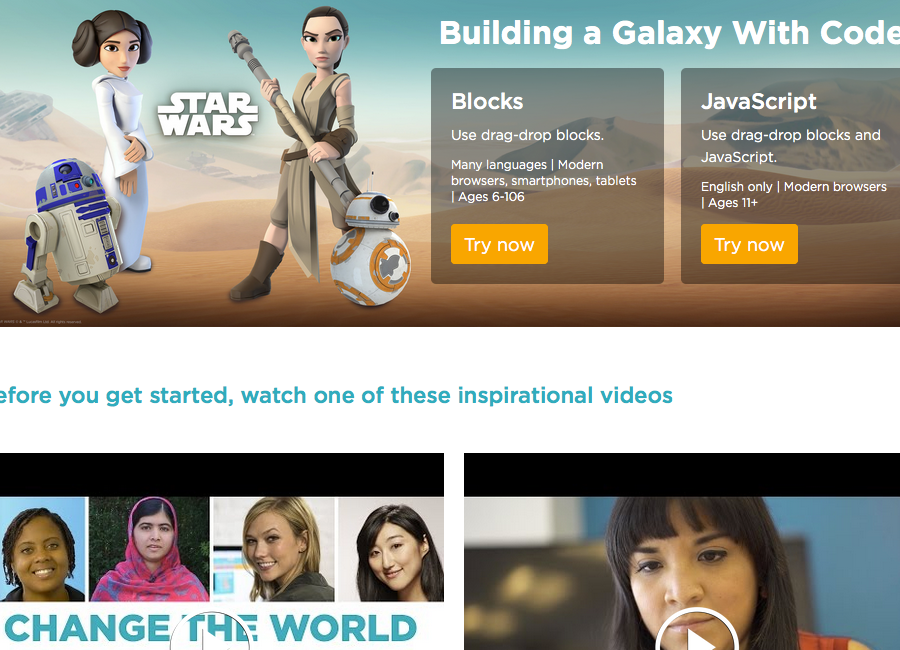 Building a Galaxy With Code
STAR
WARS
Blocks
Use drag-drop blocks.
Many languages | Modern
browsers, smartphones, tablets
| Ages 6-106
Try now
JavaScript
Use drag-drop blocks and
JavaScript.
English only | Modern browsers
| Ages 11+
Try now
efore you get started, watch one of these inspirational videos
CHANGE THE WORLD